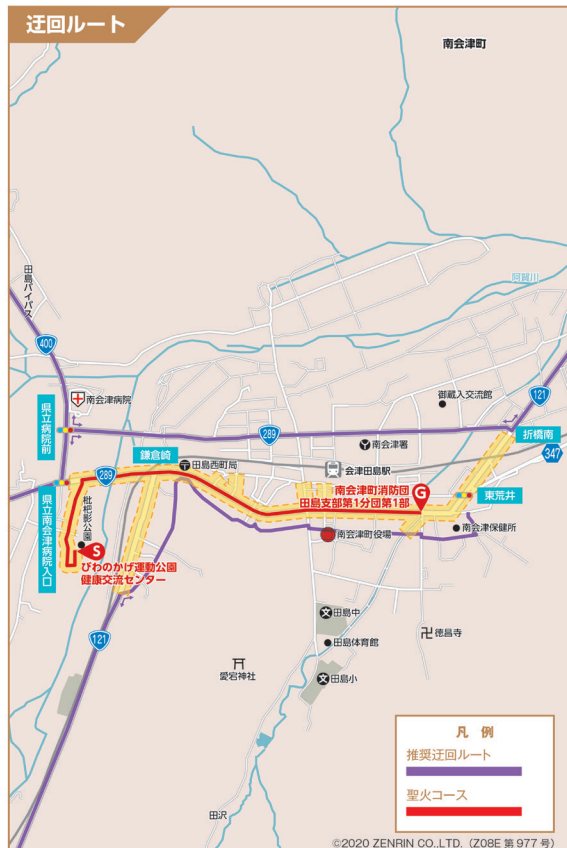 迂回ルート
南会津町
田島バイパス
阿賀川
400
121
南会津病院
御蔵入交流館
県立病院前
289
折橋南
鎌倉崎
南会津署
347
田島西町局
会津田島駅
289
南会津町消防団
田島支部第1分団第1部
G
東荒井
県立南会津病院入口
枇杷影公園
南会津町役場
南会津保健所
S
びわのかげ運動公園
健康交流センター
文
田島中
121
卍徳昌寺
田島体育館
愛宕神社
文
田島小
凡 例
推奨迂回ルート
聖火コース
田沢
©2020 ZENRIN CO.,LTD.（Z08E 第 977 号）